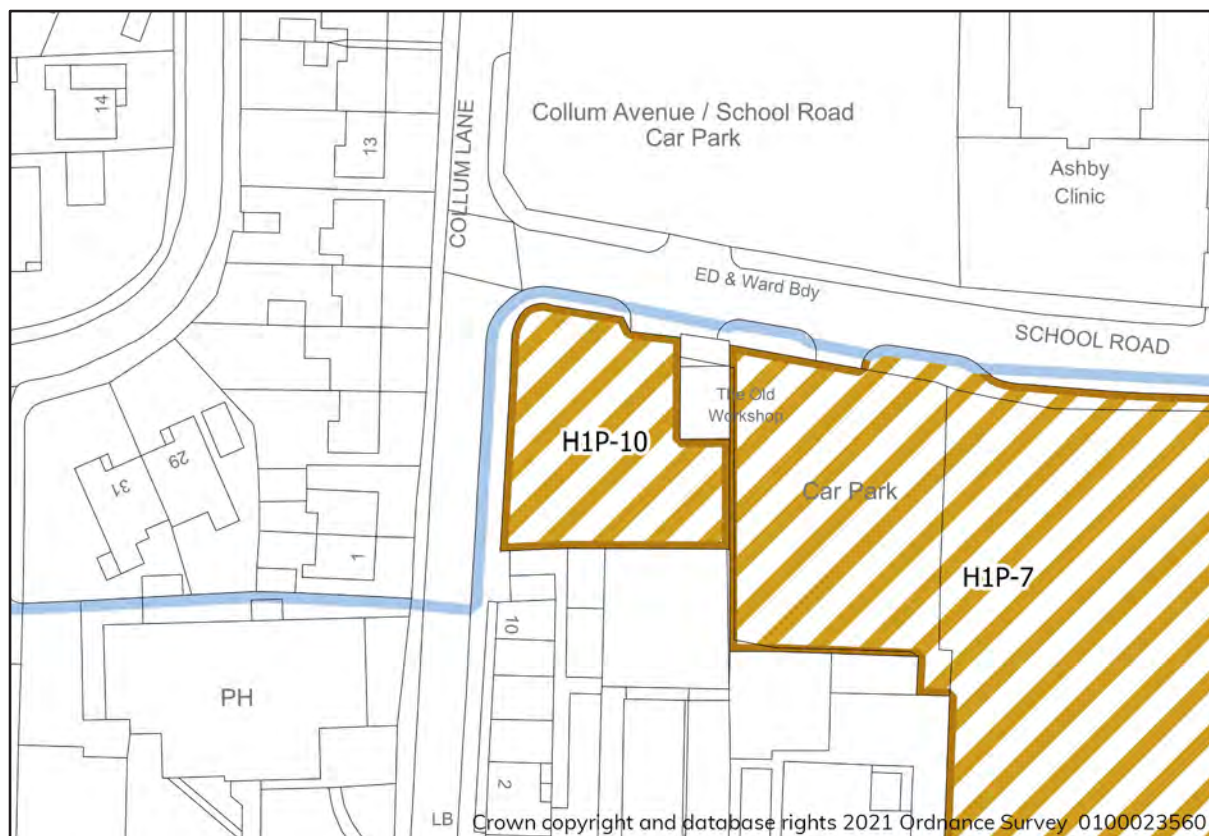 14
13
COLLUM LANE
Collum Avenue / School Road
Car Park
Ashby
Clinic
ED & Ward Bdy
SCHOOL ROAD
The Old
Workshop
H1P-10
Car Park
H1P-7
29
31
1
10
PH
2
LB
Crown copyright and database rights 2021 Ordnance Survey 0100023560